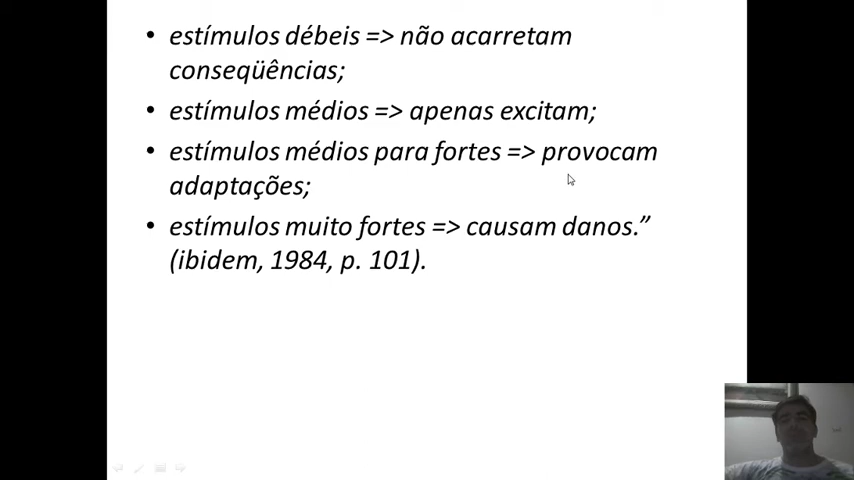 • estímulos débeis => não acarretam
conseqüências;
• estímulos médios => apenas excitam;
• estímulos médios para fortes => provocam
adaptações;
• estímulos muito fortes => causam danos.”
(ibidem, 1984, p. 101).